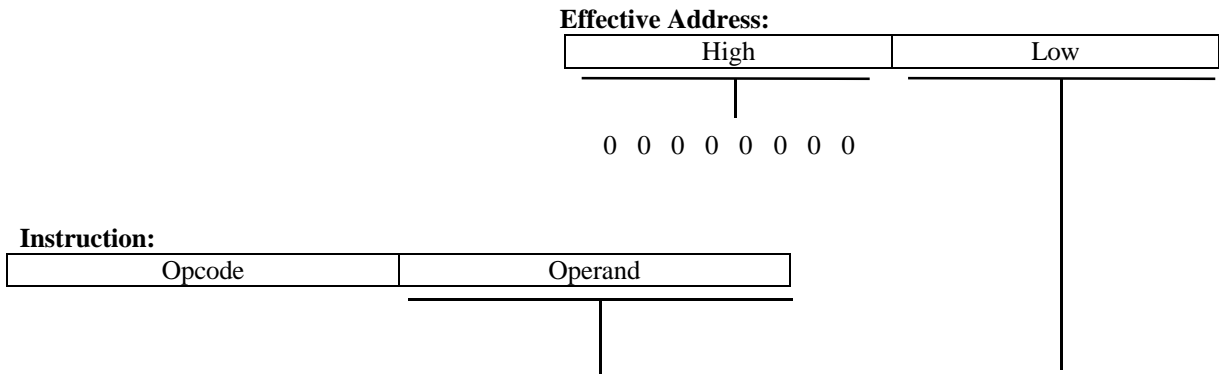 Effective Address:
High Low
0 0 0 0 0 0 0 0
Instruction:
Opcode Operand